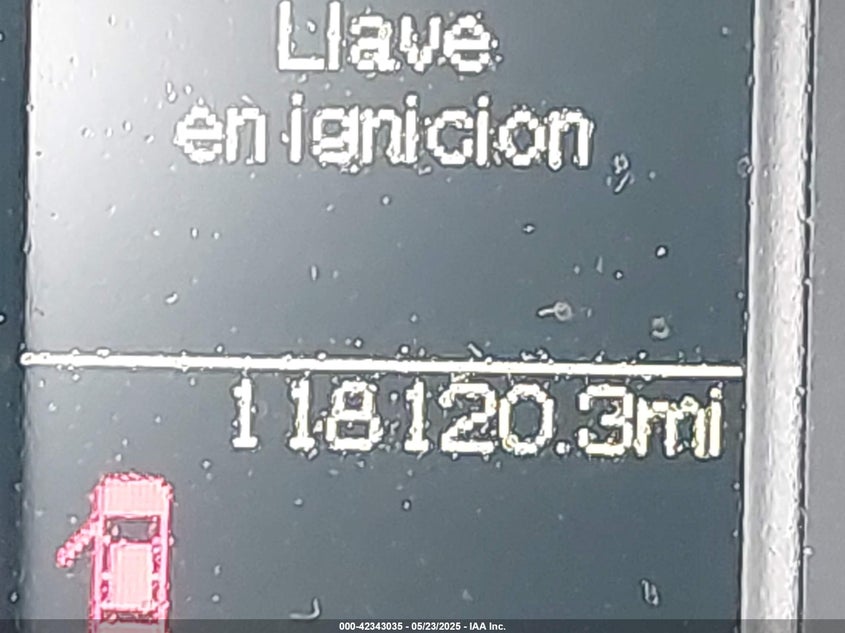 Llave
en ignicion
118120.3mi
000-42343035 - 05/23/2025 - IAA Inc.